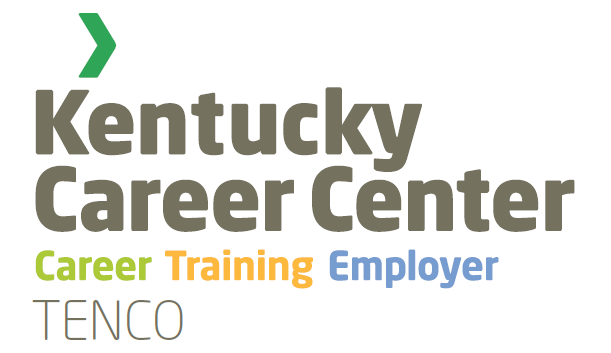 Kentucky
Career Center
Career Training Employer
TENCO